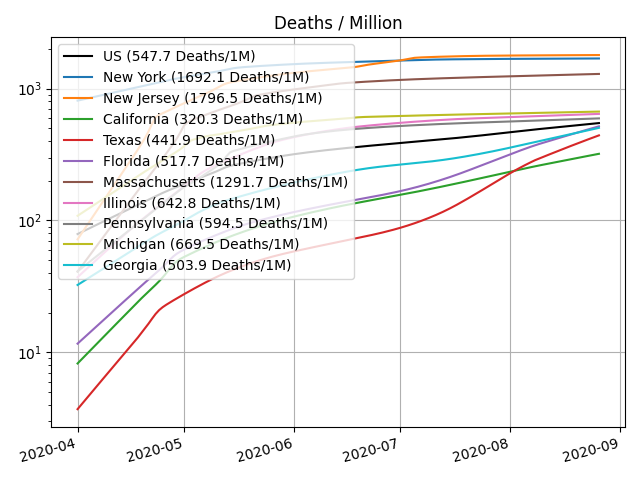 Deaths / Million
US (547.7 Deaths/1M)
New York (1692.1 Deaths/1M)
New Jersey (1796.5 Deaths/1M)
California (320.3 Deaths/1M)
Texas (441.9 Deaths/1M)
Florida (517.7 Deaths/1M)
Massachusetts (1291.7 Deaths/1M)
Illinois (642.8 Deaths/1M)
Pennsylvania (594.5 Deaths/1M)
Michigan (669.5 Deaths/1M)
Georgia (503.9 Deaths/1M)
10³
10²
10¹
2020-04 2020-05 2020-06 2020-07 2020-08 2020-09